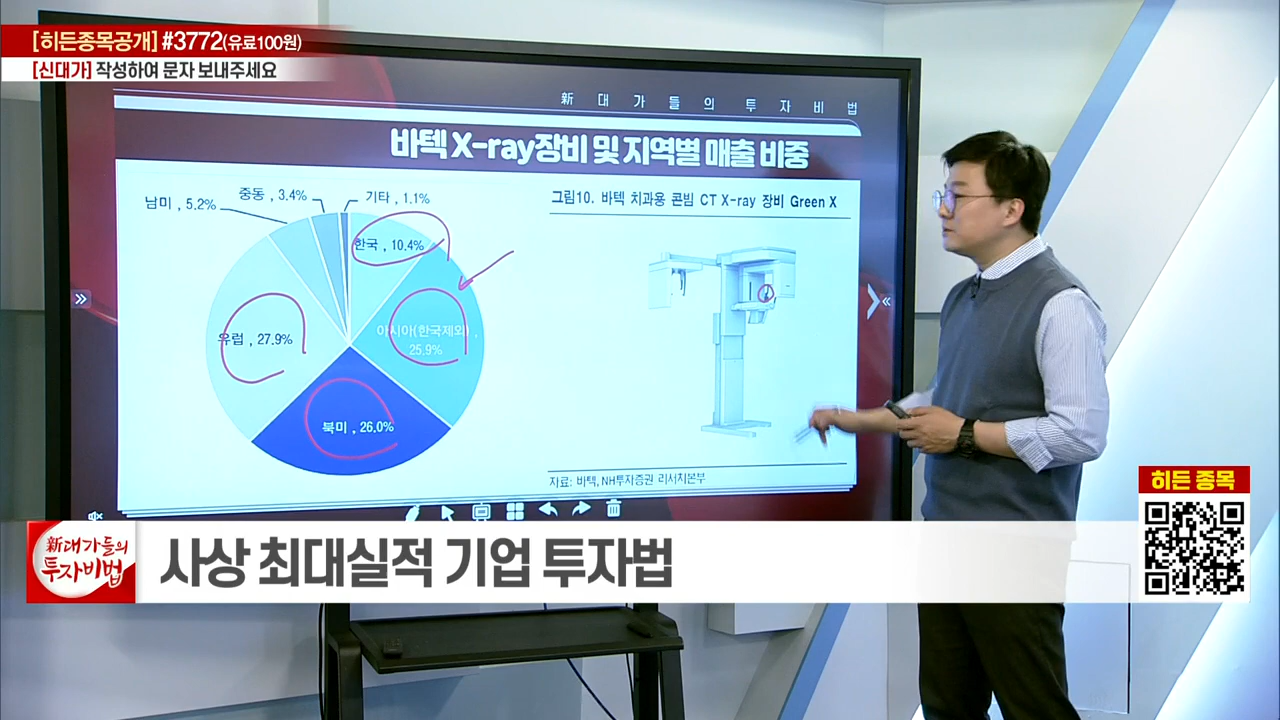 [히든종목공개] #3772(유료100원)
[신대가] 작성하여 문자 보내주세요
新 대 가 들 의 투 자 비 법
바텍 X-ray장비 및 지역별 매출 비중
남미 , 5.2%
중동 , 3.4%
기타 , 1.1%
한국 , 10.4%
유럽 , 27.9%
아시아(한국제외) ,
25.9%
북미 , 26.0%
그림10. 바텍 치과용 콘빔 CT X-ray 장비 Green X
자료: 바텍, NH투자증권 리서치본부
히든 종목
新대가들의
투자비법
사상 최대실적 기업 투자법